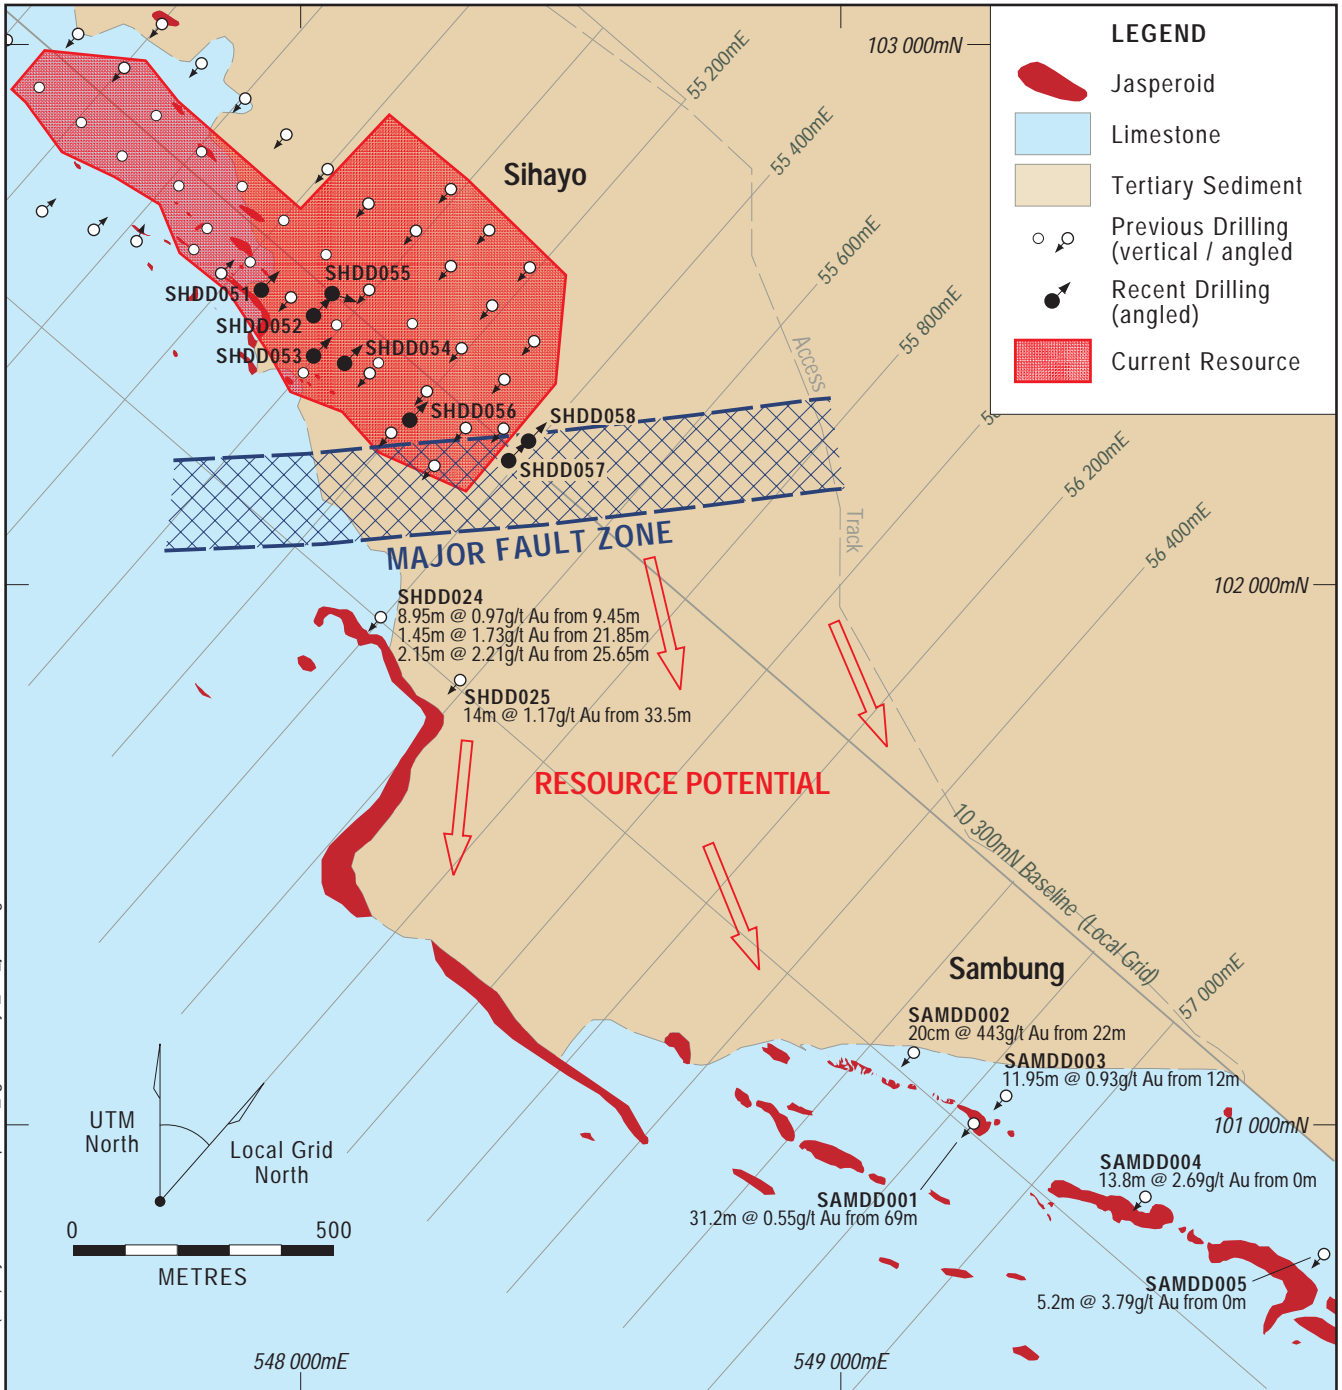 LEGEND
Jasperoid
Limestone
Tertiary Sediment
Previous Drilling
(vertical / angled
Recent Drilling
(angled)
Current Resource
103 000mN
55 200mE
55 400mE
55 600mE
55 800mE
56 200mE
56 400mE
57 000mE
Sihayo
Access
Track
SHDD055
SHDD051
SHDD052
SHDD053
SHDD054
SHDD056
SHDD058
SHDD057
MAJOR FAULT ZONE
102 000mN
SHDD024
8.95m @ 0.97g/t Au from 9.45m
1.45m @ 1.73g/t Au from 21.85m
2.15m @ 2.21g/t Au from 25.65m
SHDD025
14m @ 1.17g/t Au from 33.5m
RESOURCE POTENTIAL
10 300mN Baseline (Local Grid)
Sambung
SAMDD002
20cm @ 443g/t Au from 22m
SAMDD003
11.95m @ 0.93g/t Au from 12m
101 000mN
SAMDD004
13.8m @ 2.69g/t Au from 0m
SAMDD001
31.2m @ 0.55g/t Au from 69m
SAMDD005
5.2m @ 3.79g/t Au from 0m
UTM
North
Local Grid
North
0 500
METRES
548 000mE
549 000mE